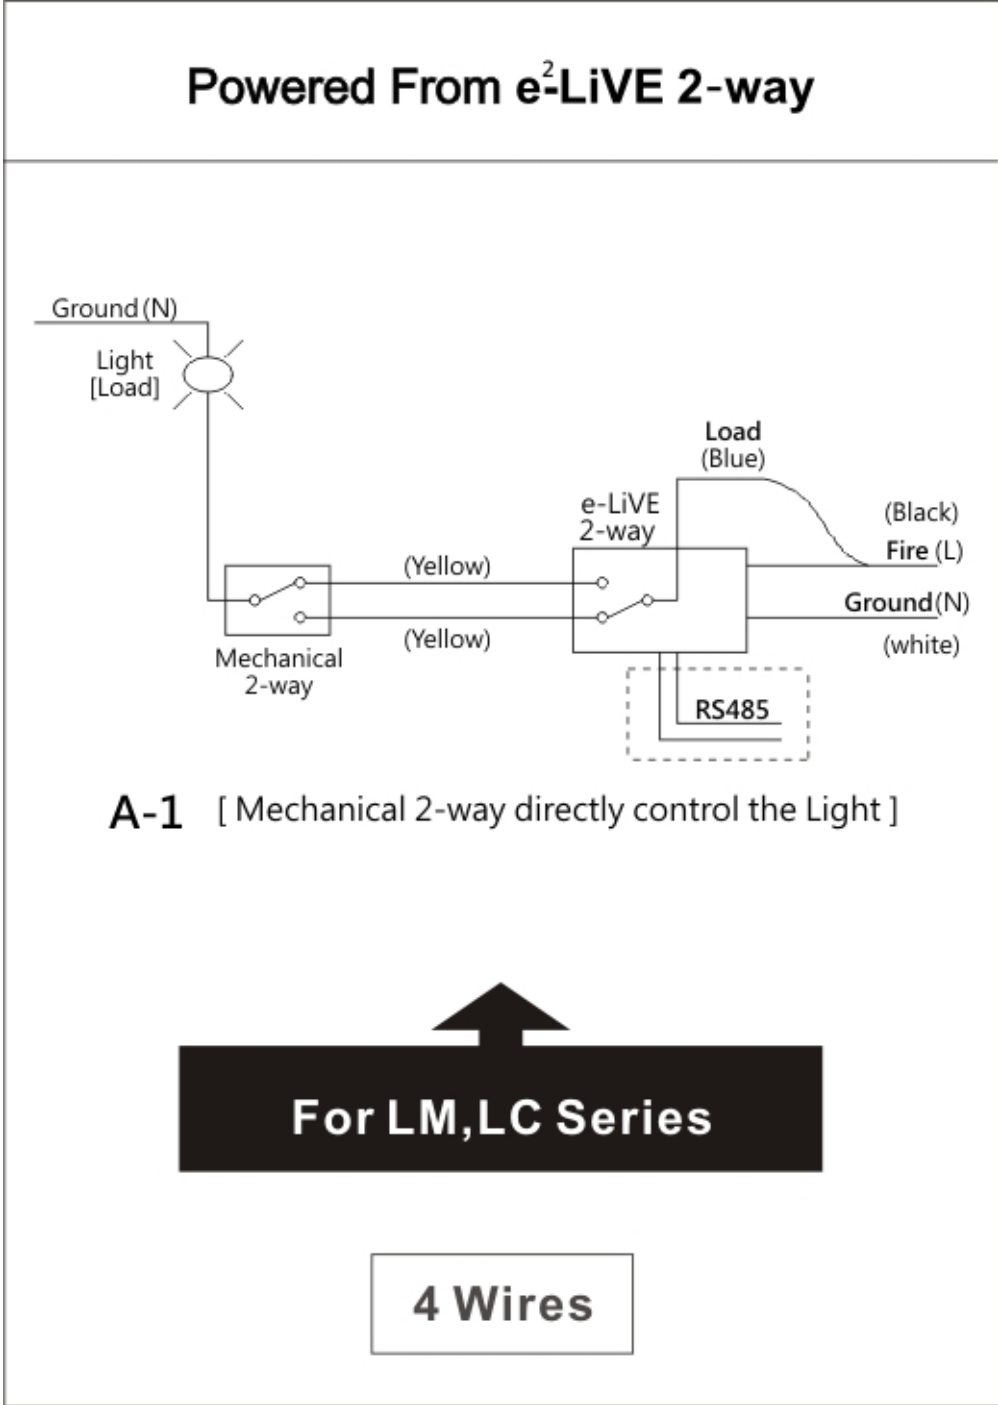 Powered From e²-LiVE 2-way
Ground (N)
Light
[Load]
Load
(Blue)
e-LiVE
2-way
(Black)
Fire (L)
(Yellow)
Ground (N)
(Yellow)
(white)
Mechanical
2-way
RS485
A-1 [ Mechanical 2-way directly control the Light ]
For LM,LC Series
4 Wires